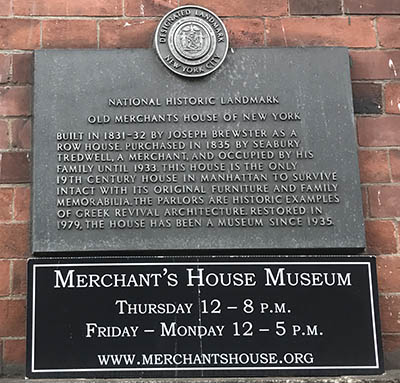 DESIGNATED LANDMARK
NEW YORK CITY
NATIONAL HISTORIC LANDMARK
OLD MERCHANTS HOUSE OF NEW YORK
BUILT IN 1831-32 BY JOSEPH BREWSTER AS A
ROW HOUSE. PURCHASED IN 1835 BY SEABURY
TREDWELL, A MERCHANT, AND OCCUPIED BY HIS
FAMILY UNTIL 1933. THIS HOUSE IS THE ONLY
19TH CENTURY HOUSE IN MANHATTAN TO SURVIVE
INTACT WITH ITS ORIGINAL FURNITURE AND FAMILY
MEMORABILIA. THE PARLORS ARE HISTORIC EXAMPLES
OF GREEK REVIVAL ARCHITECTURE. RESTORED IN
1979, THE HOUSE HAS BEEN A MUSEUM SINCE 1935.
MERCHANT'S HOUSE MUSEUM
THURSDAY 12 – 8 P.M.
FRIDAY – MONDAY 12 – 5 P.M.
WWW.MERCHANTSHOUSE.ORG